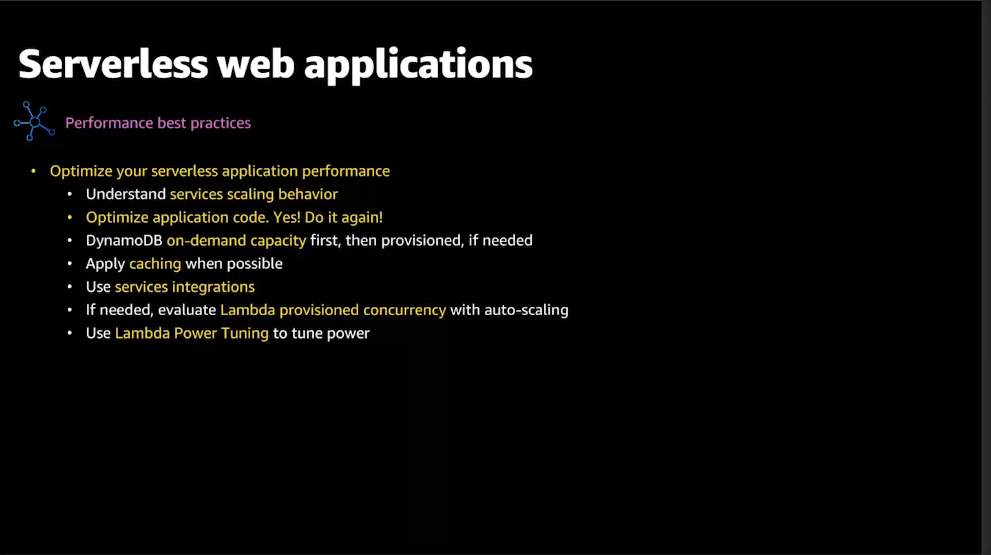 Serverless web applications
Performance best practices
• Optimize your serverless application performance
• Understand services scaling behavior
• Optimize application code. Yes! Do it again!
• DynamoDB on-demand capacity first, then provisioned, if needed
• Apply caching when possible
• Use services integrations
• If needed, evaluate Lambda provisioned concurrency with auto-scaling
• Use Lambda Power Tuning to tune power